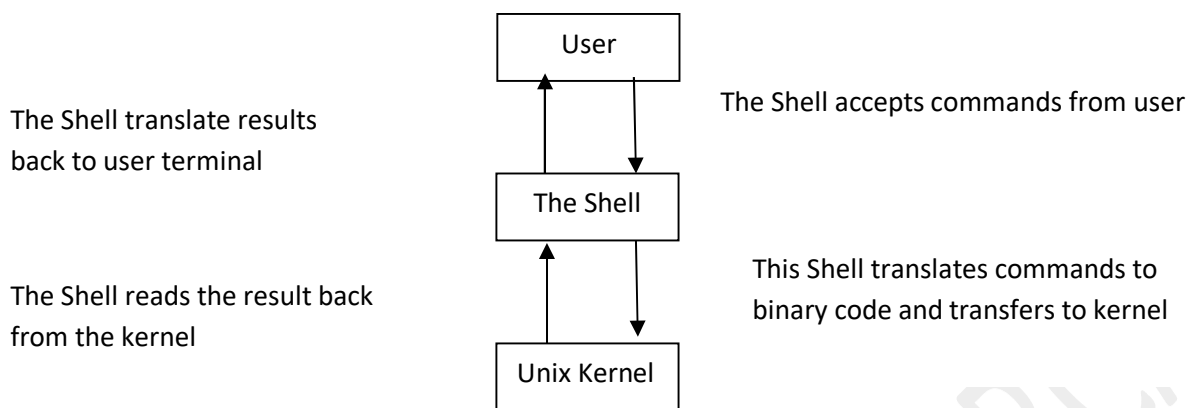 User
The Shell accepts commands from user
The Shell translate results
back to user terminal
The Shell
This Shell translates commands to
binary code and transfers to kernel
The Shell reads the result back
from the kernel
Unix Kernel